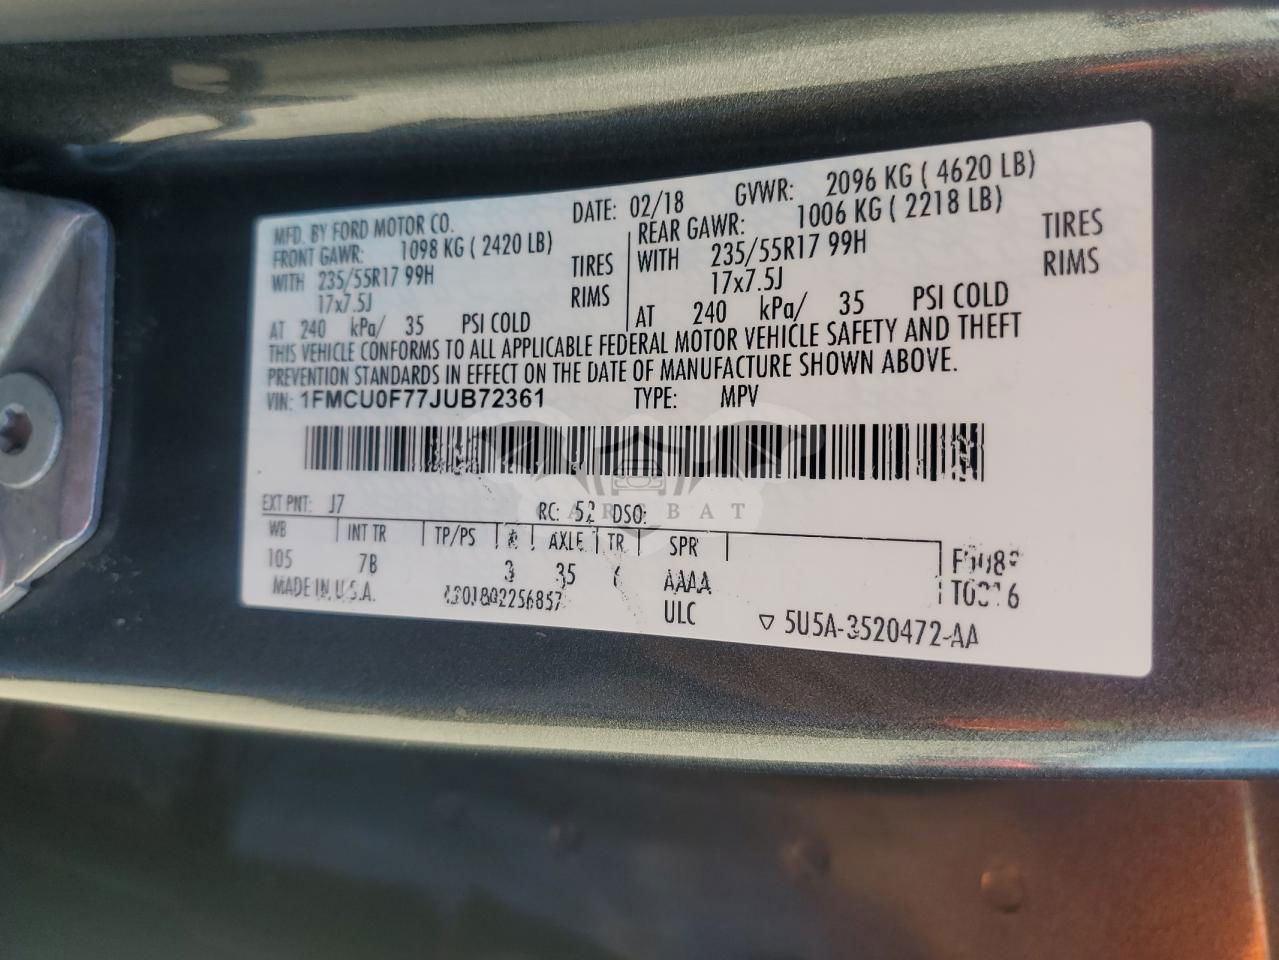 MFD. BY FORD MOTOR CO. DATE: 02/18 GVWR: 2096 KG ( 4620 LB)
FRONT GAWR: 1098 KG ( 2420 LB) REAR GAWR: 1006 KG ( 2218 LB)
WITH 235/55R17 99H TIRES WITH 235/55R17 99H TIRES
17x7.5J RIMS 17x7.5J RIMS
AT 240 kPa/ 35 PSI COLD AT 240 kPa/ 35 PSI COLD
THIS VEHICLE CONFORMS TO ALL APPLICABLE FEDERAL MOTOR VEHICLE SAFETY AND THEFT
PREVENTION STANDARDS IN EFFECT ON THE DATE OF MANUFACTURE SHOWN ABOVE.
VIN: 1FMCU0F77JUB72361 TYPE: MPV
EXT PNT: J7 RC: 52 DSO:
WB INT TR TP/PS R AXLE TR SPR
105 7B 3 35 AAAA
MADE IN U.S.A. ULC ▽ 5U5A-3520472-AA